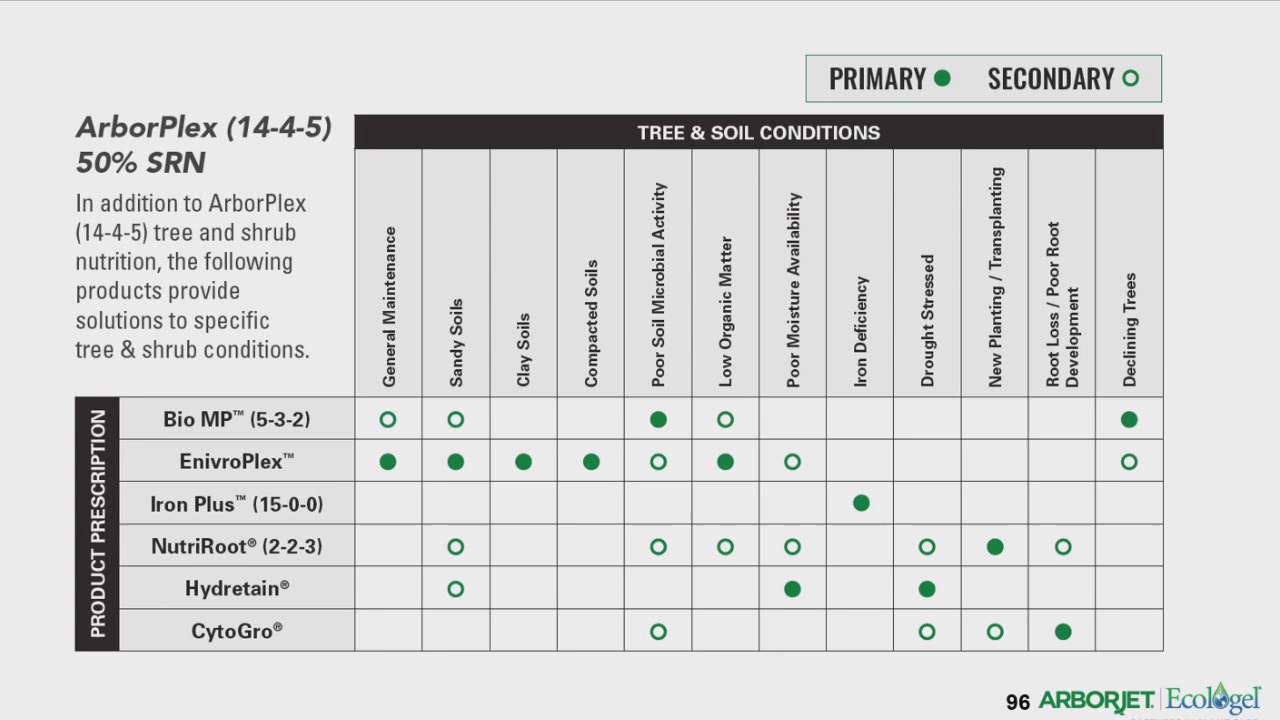 PRIMARY ● SECONDARY ○
ArborPlex (14-4-5)
50% SRN
In addition to ArborPlex
(14-4-5) tree and shrub
nutrition, the following
products provide
solutions to specific
tree & shrub conditions.
TREE & SOIL CONDITIONS
General Maintenance
Sandy Soils
Clay Soils
Compacted Soils
Poor Soil Microbial Activity
Low Organic Matter
Poor Moisture Availability
Iron Deficiency
Drought Stressed
New Planting / Transplanting
Root Loss / Poor Root
Development
Declining Trees
PRODUCT PRESCRIPTION
Bio MP™ (5-3-2)
EnivroPlex™
Iron Plus™ (15-0-0)
NutriRoot® (2-2-3)
Hydretain®
CytoGro®
96 ARBORJET. Ecologel®